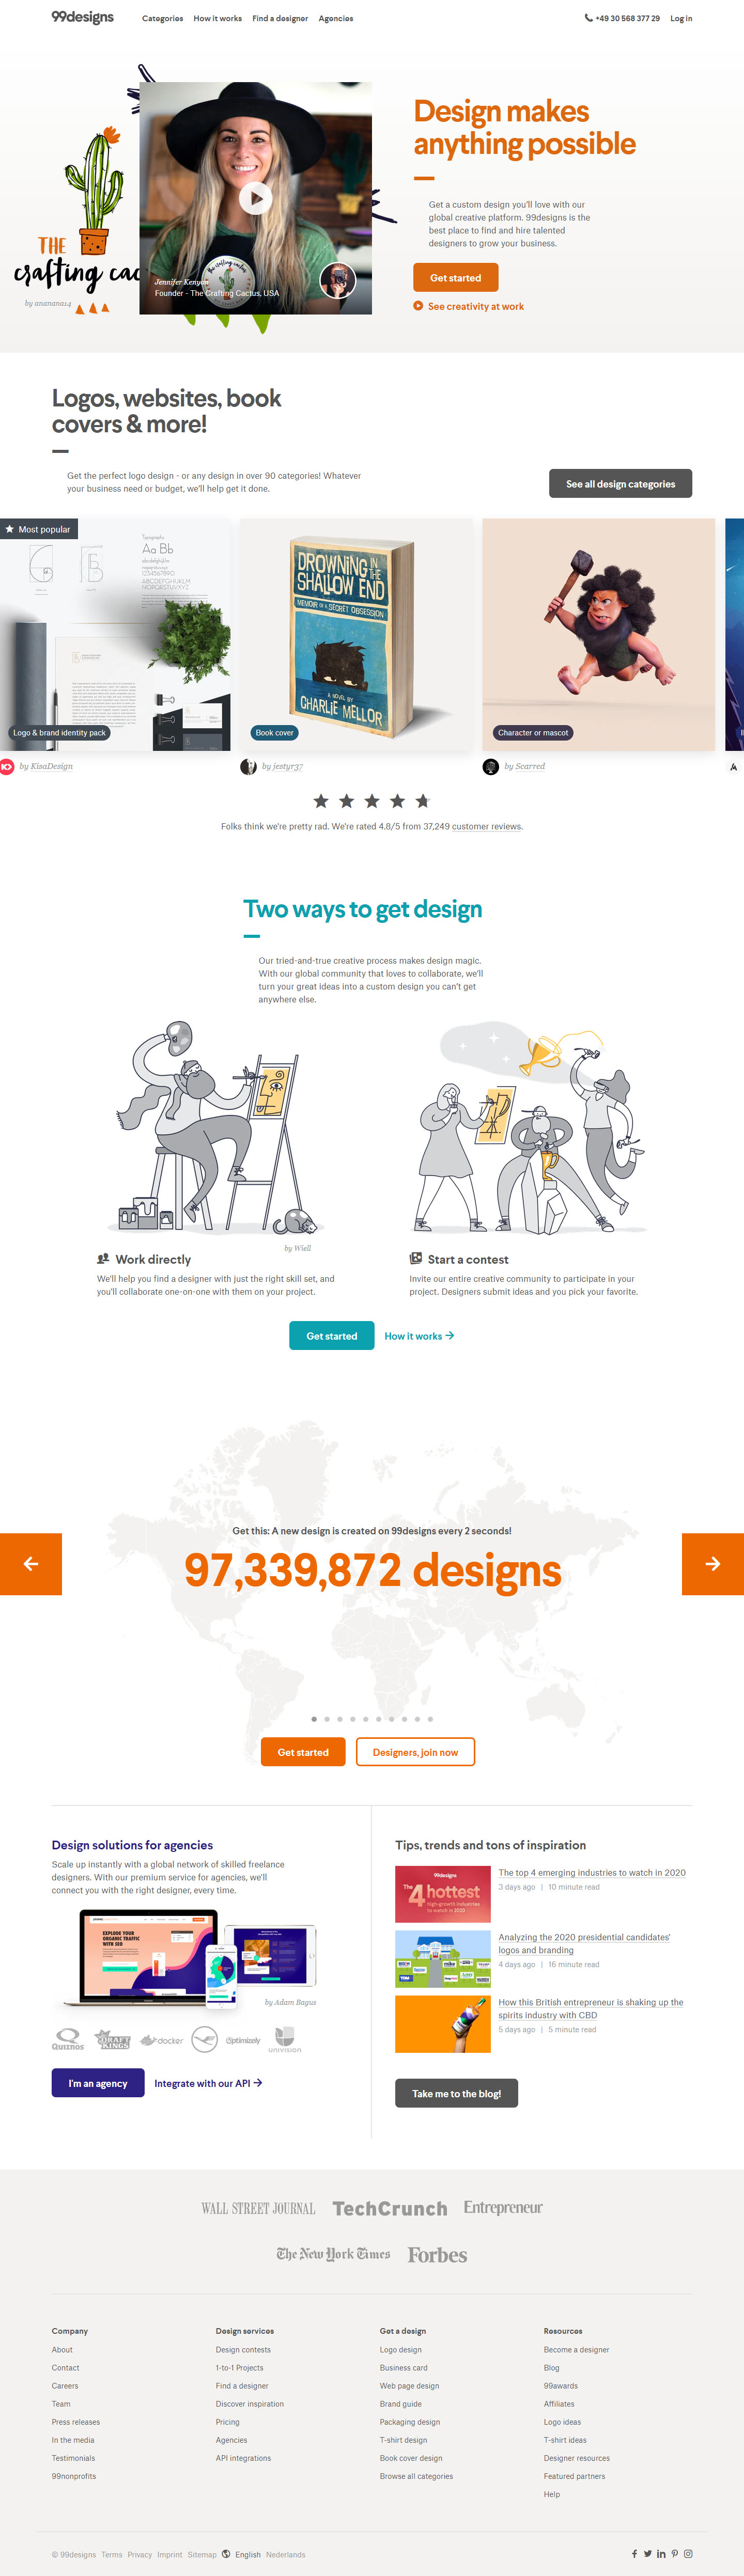 99designs
Categories How it works Find a designer Agencies
+49 30 568 377 29 Log in
Design makes
anything possible
Get a custom design you'll love with our
global creative platform. 99designs is the
best place to find and hire talented
designers to grow your business.
Get started
See creativity at work
THE
crafting cac
by ananana14
the crafting cactus
Jennifer Kenyon
Founder - The Crafting Cactus, USA
Logos, websites, book
covers & more!
Get the perfect logo design - or any design in over 90 categories! Whatever
your business need or budget, we'll help get it done.
See all design categories
Most popular
Typography
Aa Bb
abcdefghijklm
1234567890
ABCDEFGHIJKLM
NOPQRSTUVXYZ
Logo & brand identity pack
by KisaDesign
DROWNING IN THE
SHALLOW END
MEMOIR OF A SECRET OBSESSION
A NOVEL BY
CHARLIE MELLOR
Book cover
by jestyr37
Character or mascot
by Scarred
Folks think we're pretty rad. We're rated 4.8/5 from 37,249 customer reviews.
Two ways to get design
Our tried-and-true creative process makes design magic.
With our global community that loves to collaborate, we'll
turn your great ideas into a custom design you can't get
anywhere else.
by Wiell
Work directly
We'll help you find a designer with just the right skill set, and
you'll collaborate one-on-one with them on your project.
Start a contest
Invite our entire creative community to participate in your
project. Designers submit ideas and you pick your favorite.
Get started
How it works
Get this: A new design is created on 99designs every 2 seconds!
97,339,872 designs
Get started
Designers, join now
Design solutions for agencies
Scale up instantly with a global network of skilled freelance
designers. With our premium service for agencies, we'll
connect you with the right designer, every time.
EXPLORE YOUR
ORGANIC TRAFFIC
WITH SEO
by Adam Bagus
Quiznos
DRAFT KINGS
docker
Optimizely
univision
I'm an agency
Integrate with our API
Tips, trends and tons of inspiration
99designs
The 4 hottest
high-growth industries
to watch in 2020
The top 4 emerging industries to watch in 2020
3 days ago | 10 minute read
Analyzing the 2020 presidential candidates'
logos and branding
4 days ago | 16 minute read
How this British entrepreneur is shaking up the
spirits industry with CBD
5 days ago | 5 minute read
Take me to the blog!
WALL STREET JOURNAL
TechCrunch
Entrepreneur
The New York Times
Forbes
Company
About
Contact
Careers
Team
Press releases
In the media
Testimonials
99nonprofits
Design services
Design contests
1-to-1 Projects
Find a designer
Discover inspiration
Pricing
Agencies
API integrations
Get a design
Logo design
Business card
Web page design
Brand guide
Packaging design
T-shirt design
Book cover design
Browse all categories
Resources
Become a designer
Blog
99awards
Affiliates
Logo ideas
T-shirt ideas
Designer resources
Featured partners
Help
© 99designs Terms Privacy Imprint Sitemap English Nederlands